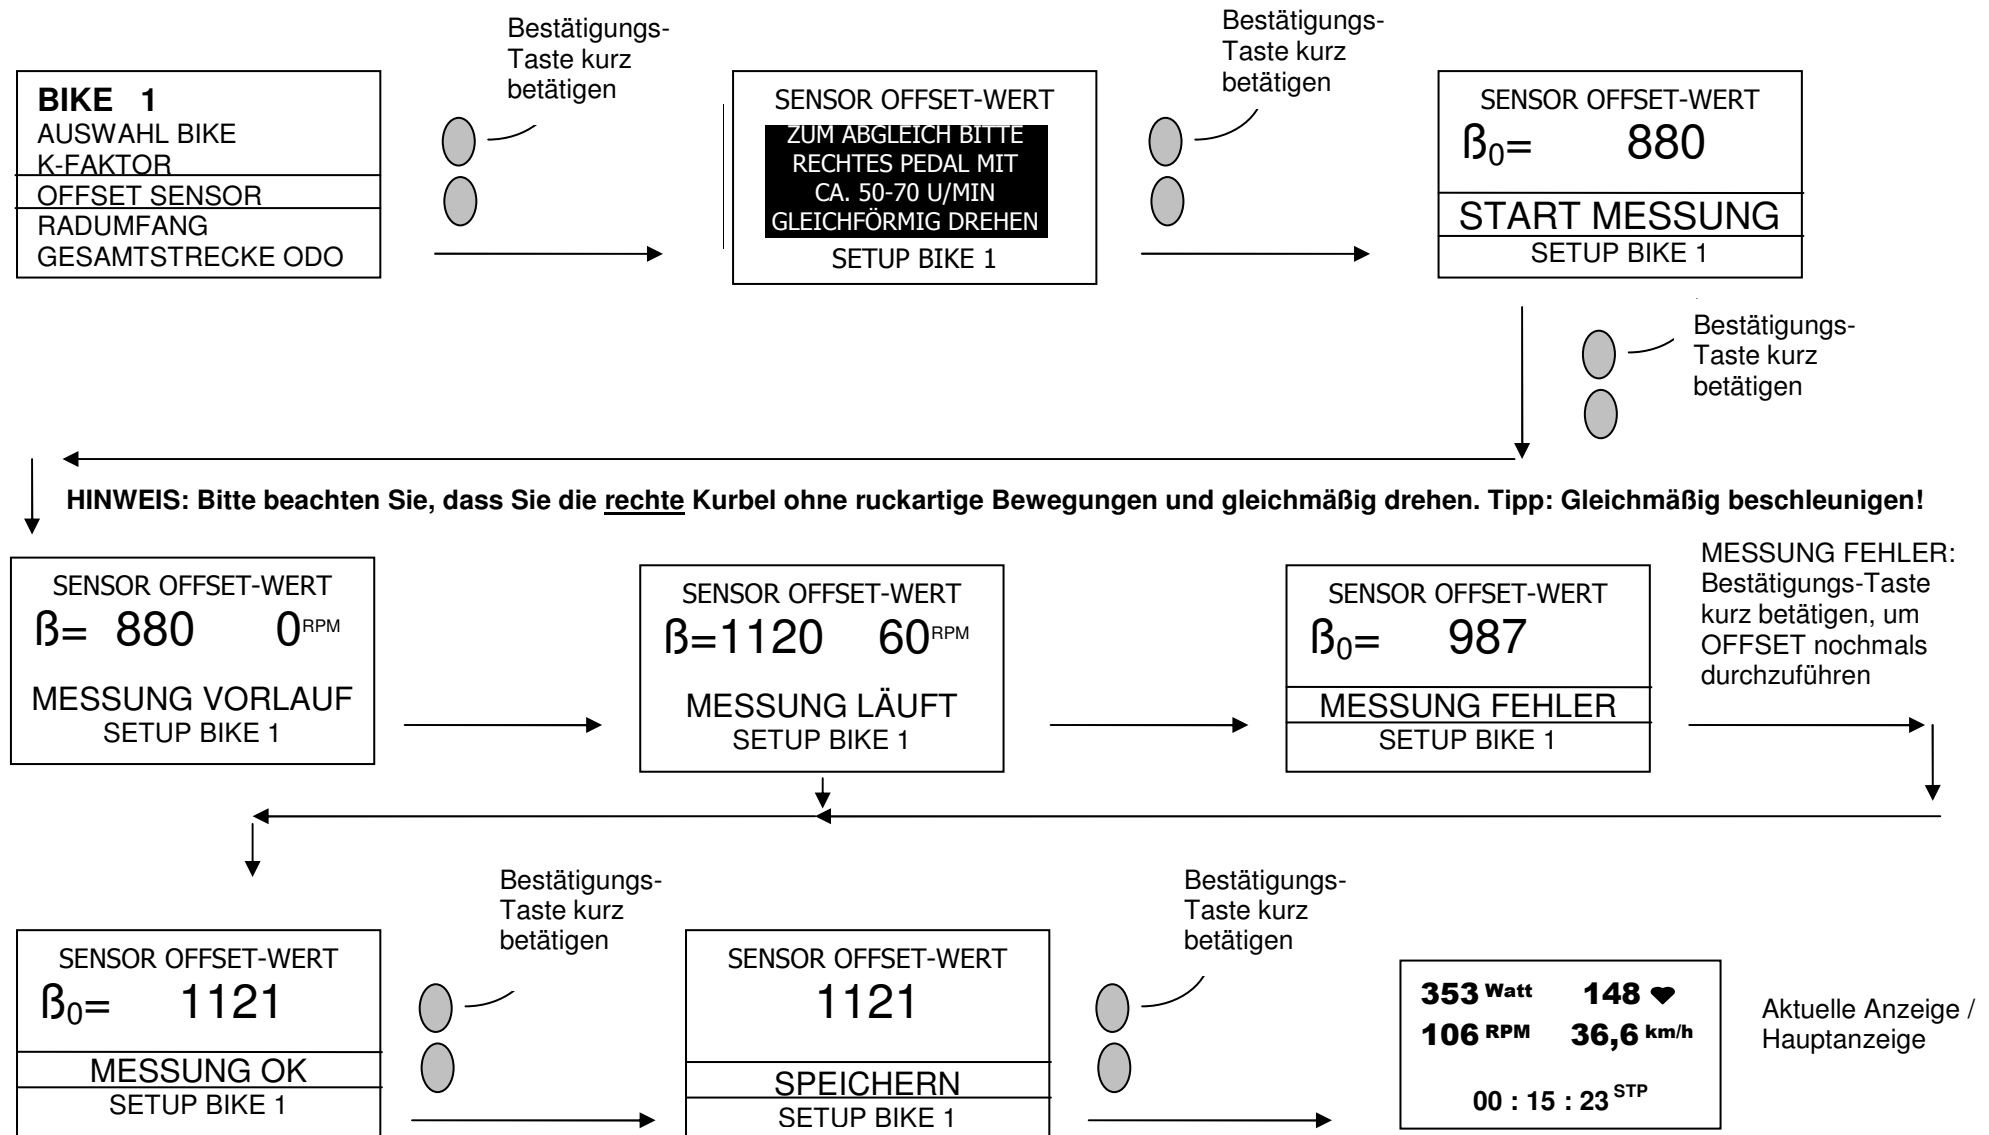 Bestätigungs-
Taste kurz
betätigen
Bestätigungs-
Taste kurz
betätigen
BIKE 1
AUSWAHL BIKE
K-FAKTOR
OFFSET SENSOR
RADUMFANG
GESAMTSTRECKE ODO
SENSOR OFFSET-WERT
ZUM ABGLEICH BITTE
RECHTES PEDAL MIT
CA. 50-70 U/MIN
GLEICHFÖRMIG DREHEN
SETUP BIKE 1
SENSOR OFFSET-WERT
ß0= 880
START MESSUNG
SETUP BIKE 1
Bestätigungs-
Taste kurz
betätigen
HINWEIS: Bitte beachten Sie, dass Sie die rechte Kurbel ohne ruckartige Bewegungen und gleichmäßig drehen. Tipp: Gleichmäßig beschleunigen!
SENSOR OFFSET-WERT
ß= 880 0 RPM
MESSUNG VORLAUF
SETUP BIKE 1
SENSOR OFFSET-WERT
ß=1120 60 RPM
MESSUNG LÄUFT
SETUP BIKE 1
SENSOR OFFSET-WERT
ß0= 987
MESSUNG FEHLER
SETUP BIKE 1
MESSUNG FEHLER:
Bestätigungs-Taste
kurz betätigen, um
OFFSET nochmals
durchzuführen
Bestätigungs-
Taste kurz
betätigen
Bestätigungs-
Taste kurz
betätigen
SENSOR OFFSET-WERT
ß0= 1121
MESSUNG OK
SETUP BIKE 1
SENSOR OFFSET-WERT
1121
SPEICHERN
SETUP BIKE 1
353 Watt 148 ♥
106 RPM 36,6 km/h
00 : 15 : 23 STP
Aktuelle Anzeige /
Hauptanzeige